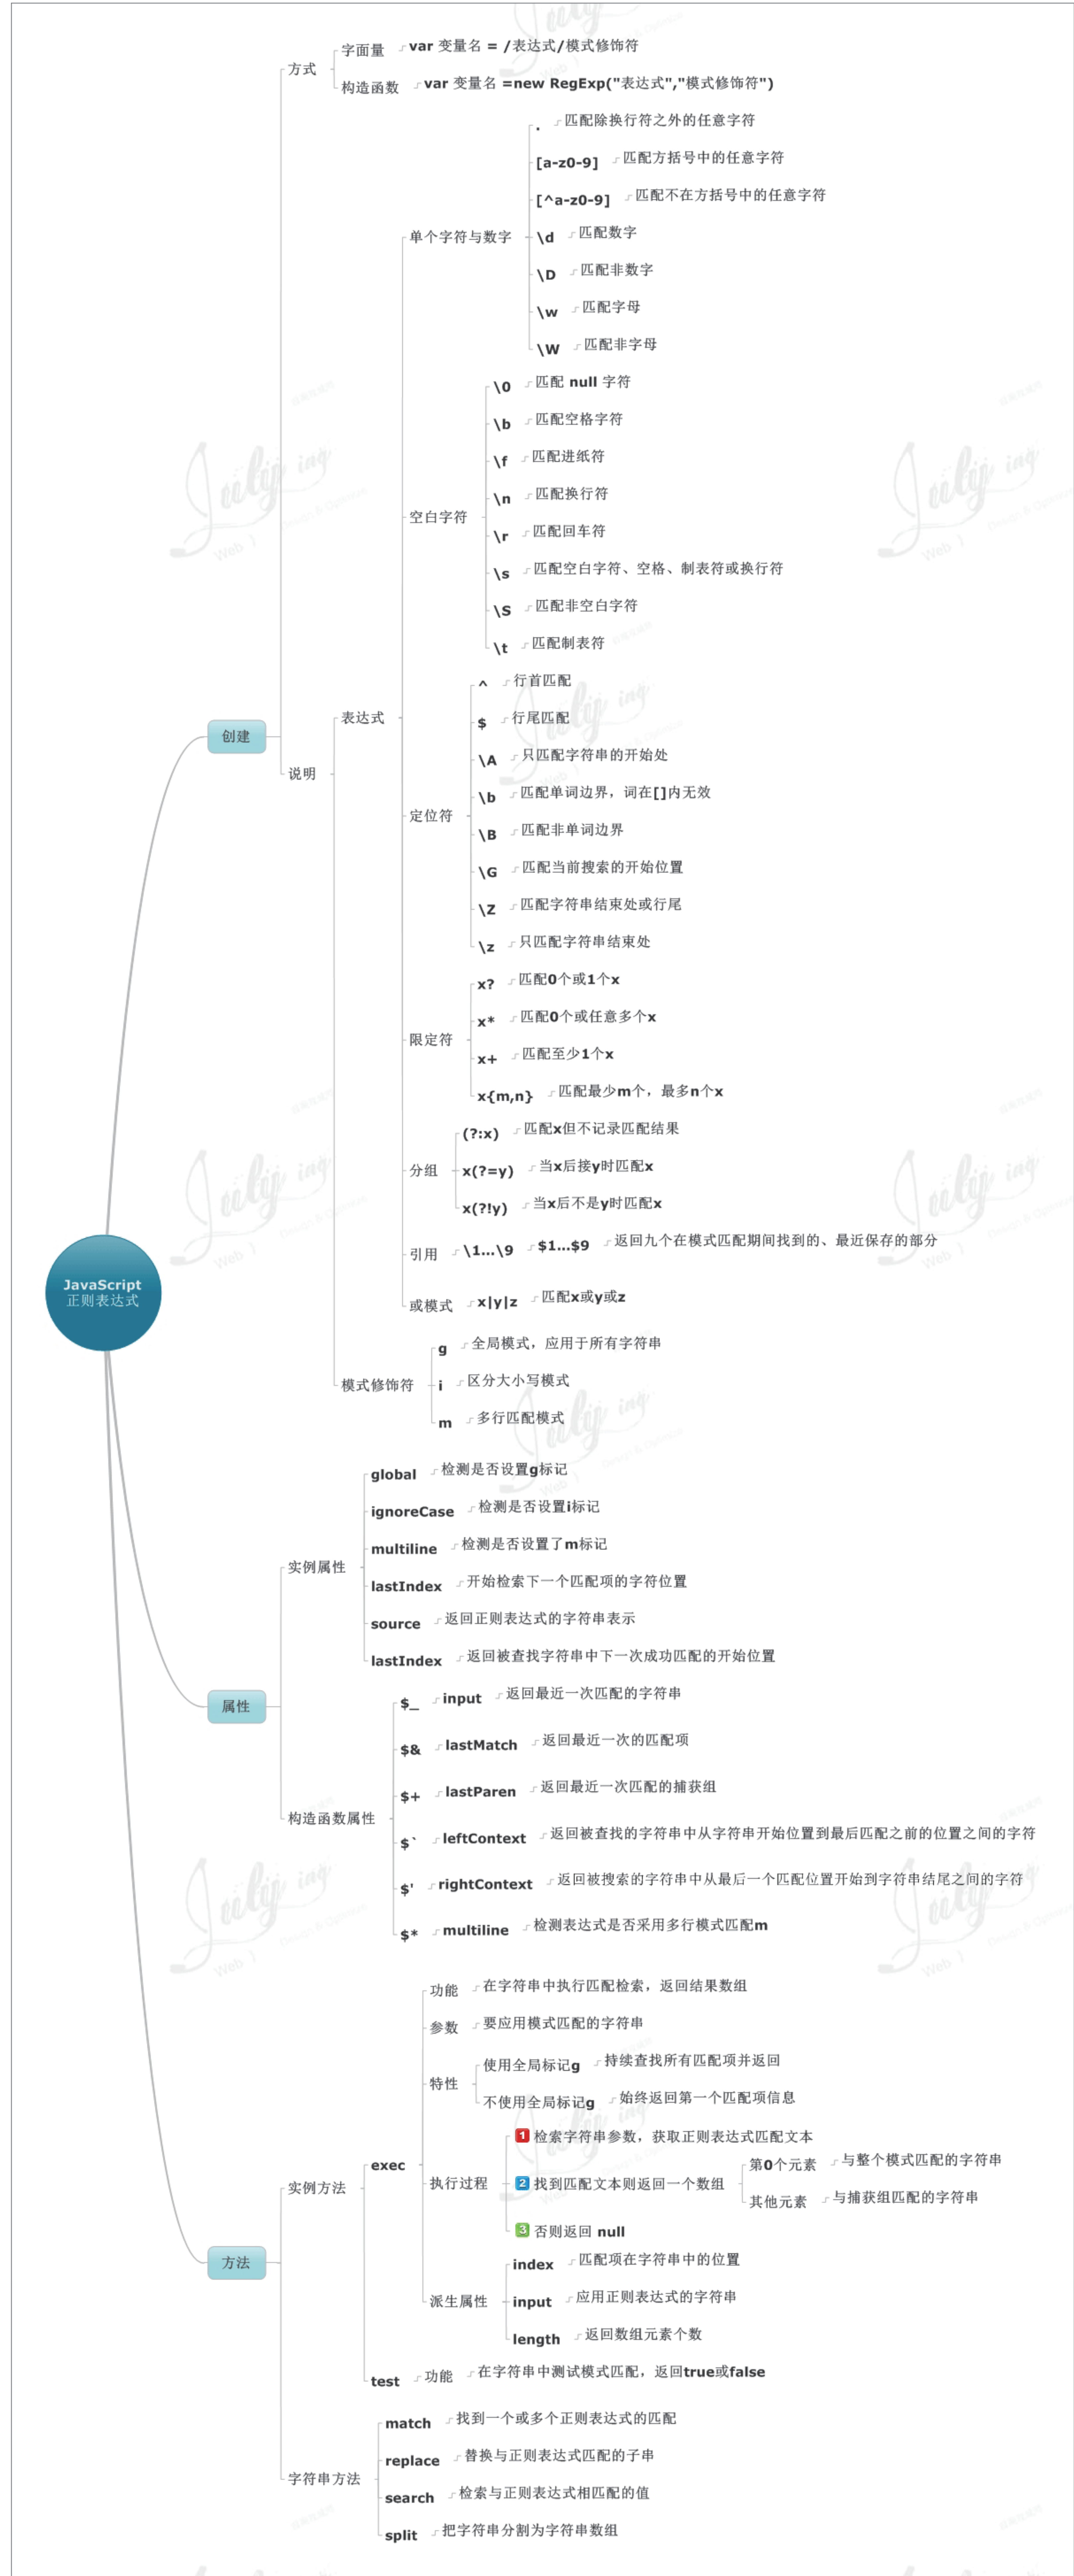 JavaScript
正则表达式
创建
方式
字面量
var 变量名 = /表达式/模式修饰符
构造函数
var 变量名 =new RegExp("表达式","模式修饰符")
说明
表达式
单个字符与数字
. 匹配除换行符之外的任意字符
[a-z0-9] 匹配方括号中的任意字符
[^a-z0-9] 匹配不在方括号中的任意字符
\d 匹配数字
\D 匹配非数字
\w 匹配字母
\W 匹配非字母
空白字符
\0 匹配 null 字符
\b 匹配空格字符
\f 匹配进纸符
\n 匹配换行符
\r 匹配回车符
\s 匹配空白字符、空格、制表符或换行符
\S 匹配非空白字符
\t 匹配制表符
定位符
^ 行首匹配
$ 行尾匹配
\A 只匹配字符串的开始处
\b 匹配单词边界，词在[]内无效
\B 匹配非单词边界
\G 匹配当前搜索的开始位置
\Z 匹配字符串结束处或行尾
\z 只匹配字符串结束处
限定符
x? 匹配0个或1个x
x* 匹配0个或任意多个x
x+ 匹配至少1个x
x{m,n} 匹配最少m个，最多n个x
分组
(?:x) 匹配x但不记录匹配结果
x(?=y) 当x后接y时匹配x
x(?!y) 当x后不是y时匹配x
引用
\1...\9 $1...$9 返回九个在模式匹配期间找到的、最近保存的部分
或模式
x|y|z 匹配x或y或z
模式修饰符
g 全局模式，应用于所有字符串
i 区分大小写模式
m 多行匹配模式
属性
实例属性
global 检测是否设置g标记
ignoreCase 检测是否设置i标记
multiline 检测是否设置了m标记
lastIndex 开始检索下一个匹配项的字符位置
source 返回正则表达式的字符串表示
lastIndex 返回被查找字符串中下一次成功匹配的开始位置
构造函数属性
$_ input 返回最近一次匹配的字符串
$& lastMatch 返回最近一次的匹配项
$+ lastParen 返回最近一次匹配的捕获组
$` leftContext 返回被查找的字符串中从字符串开始位置到最后匹配之前的位置之间的字符
$' rightContext 返回被搜索的字符串中从最后一个匹配位置开始到字符串结尾之间的字符
$* multiline 检测表达式是否采用多行模式匹配m
方法
实例方法
exec
功能 在字符串中执行匹配检索，返回结果数组
参数 要应用模式匹配的字符串
特性
使用全局标记g 持续查找所有匹配项并返回
不使用全局标记g 始终返回第一个匹配项信息
执行过程
1 检索字符串参数，获取正则表达式匹配文本
2 找到匹配文本则返回一个数组
第0个元素 与整个模式匹配的字符串
其他元素 与捕获组匹配的字符串
3 否则返回 null
派生属性
index 匹配项在字符串中的位置
input 应用正则表达式的字符串
length 返回数组元素个数
test 功能 在字符串中测试模式匹配，返回true或false
字符串方法
match 找到一个或多个正则表达式的匹配
replace 替换与正则表达式匹配的子串
search 检索与正则表达式相匹配的值
split 把字符串分割为字符串数组